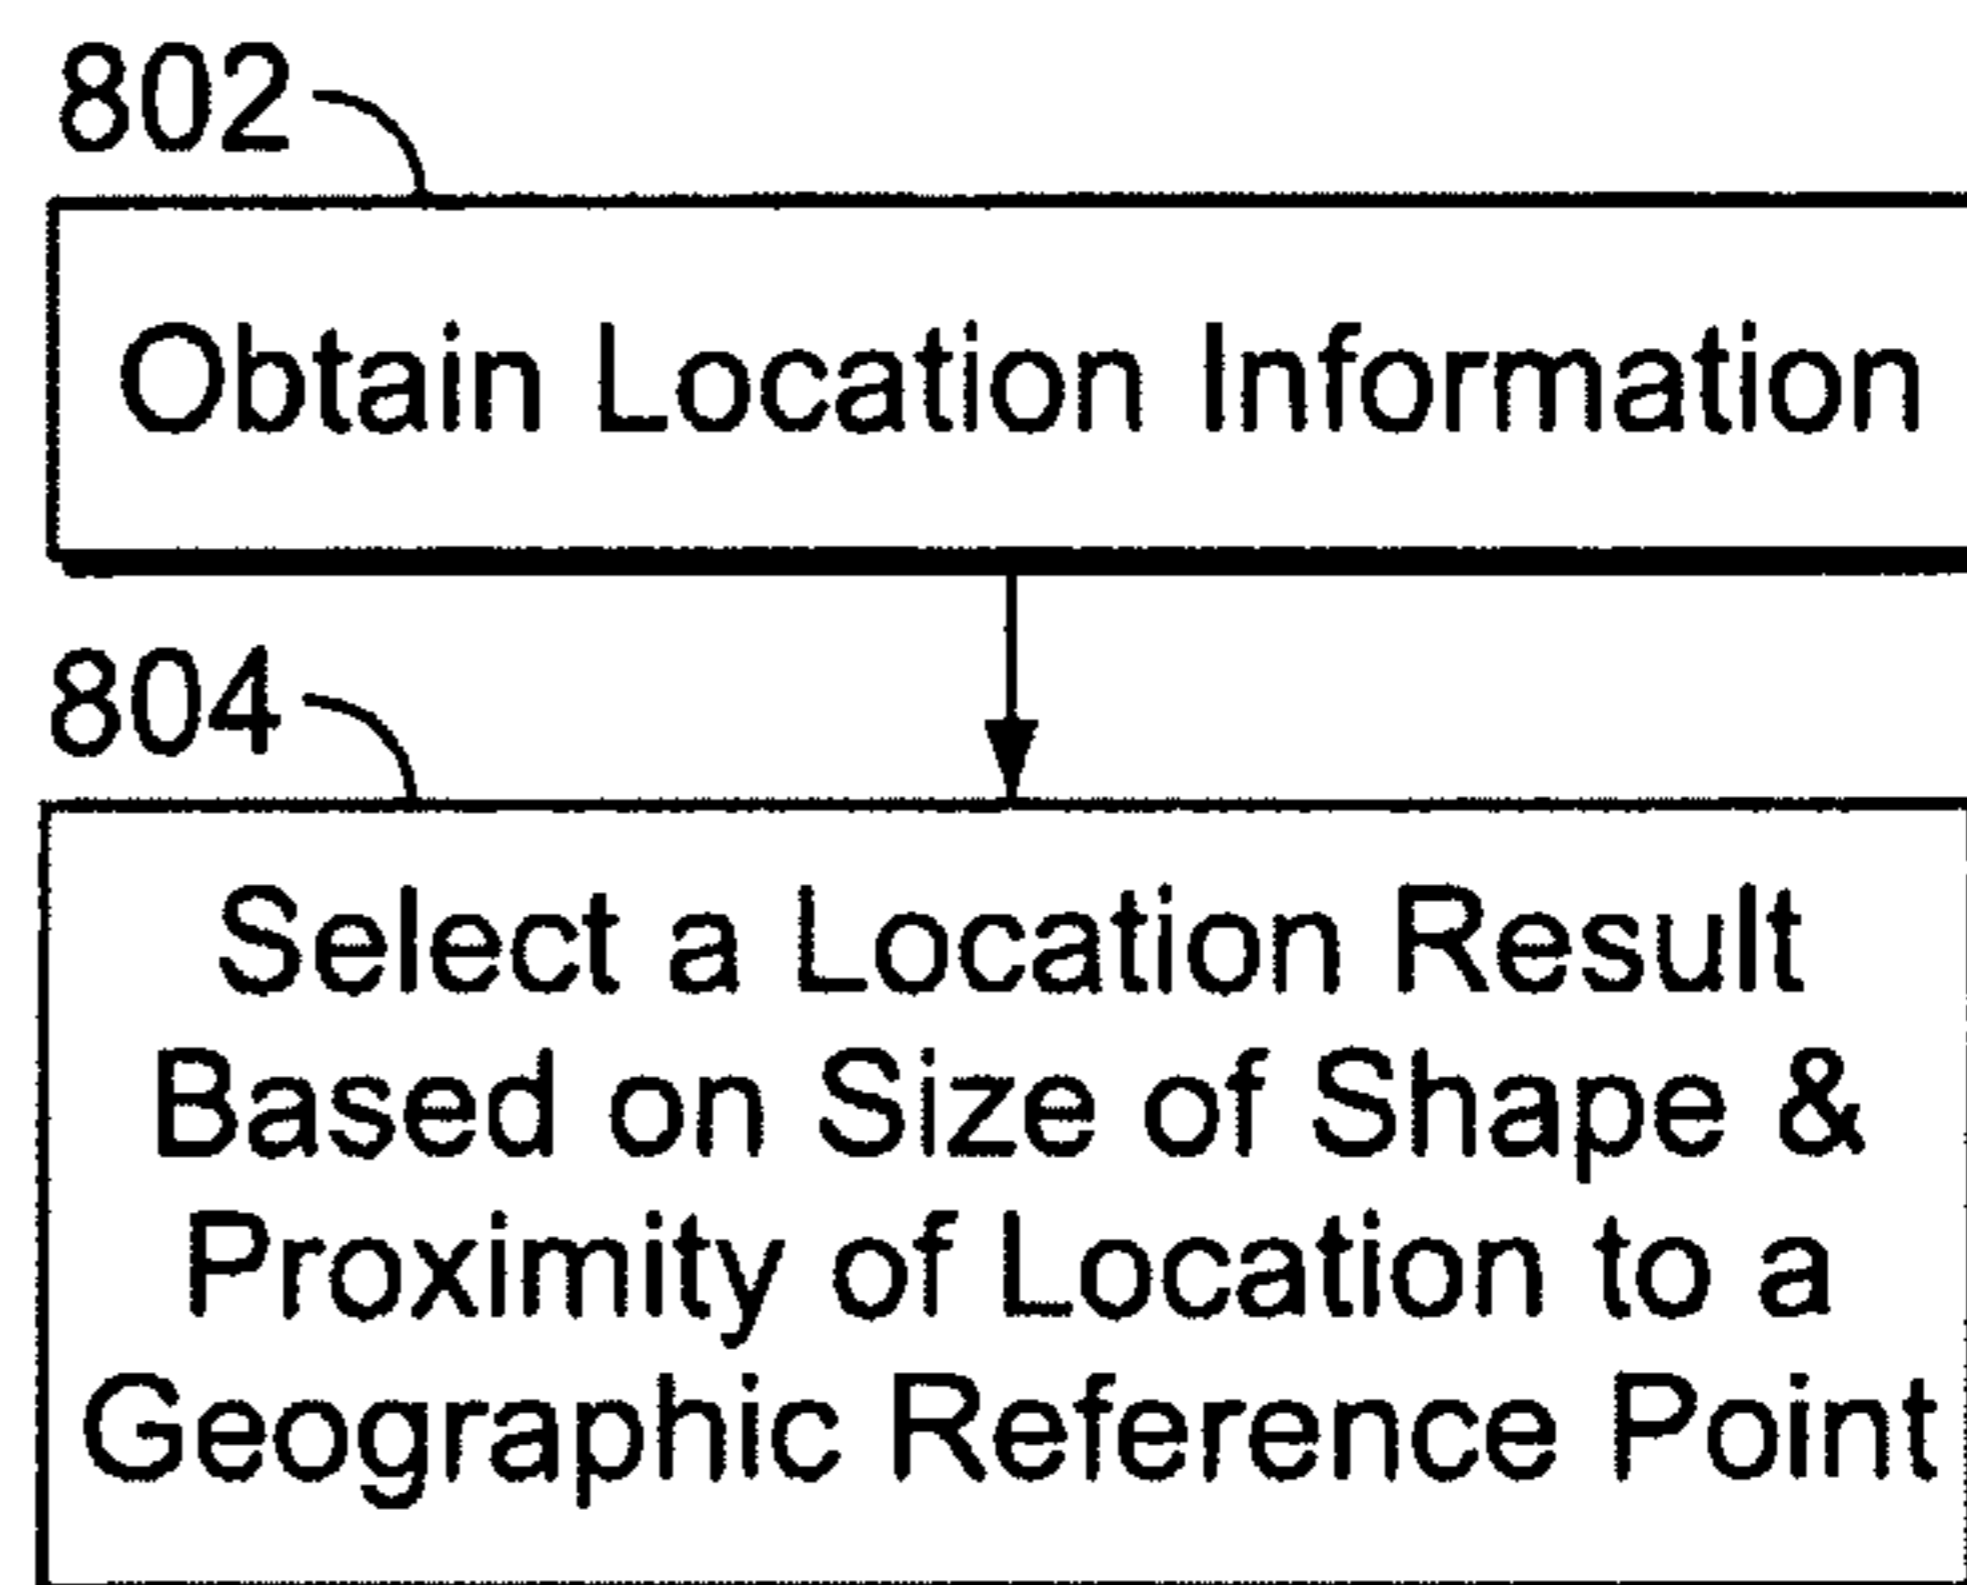 802
Obtain Location Information
804
Select a Location Result
Based on Size of Shape &
Proximity of Location to a
Geographic Reference Point